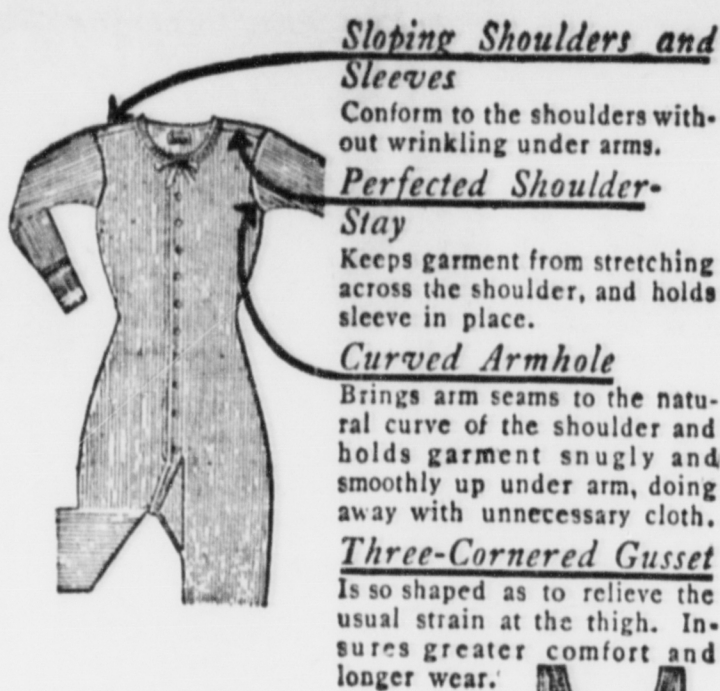 Sloping Shoulders and
Sleeves
Conform to the shoulders with-
out wrinkling under arms.
Perfected Shoulder-
Stay
Keeps garment from stretching
across the shoulder, and holds
sleeve in place.
Curved Armhole
Brings arm seams to the natu-
ral curve of the shoulder and
holds garment snugly and
smoothly up under arm, doing
away with unnecessary cloth.
Three-Cornered Gusset
Is so shaped as to relieve the
usual strain at the thigh. In-
sures greater comfort and
longer wear.